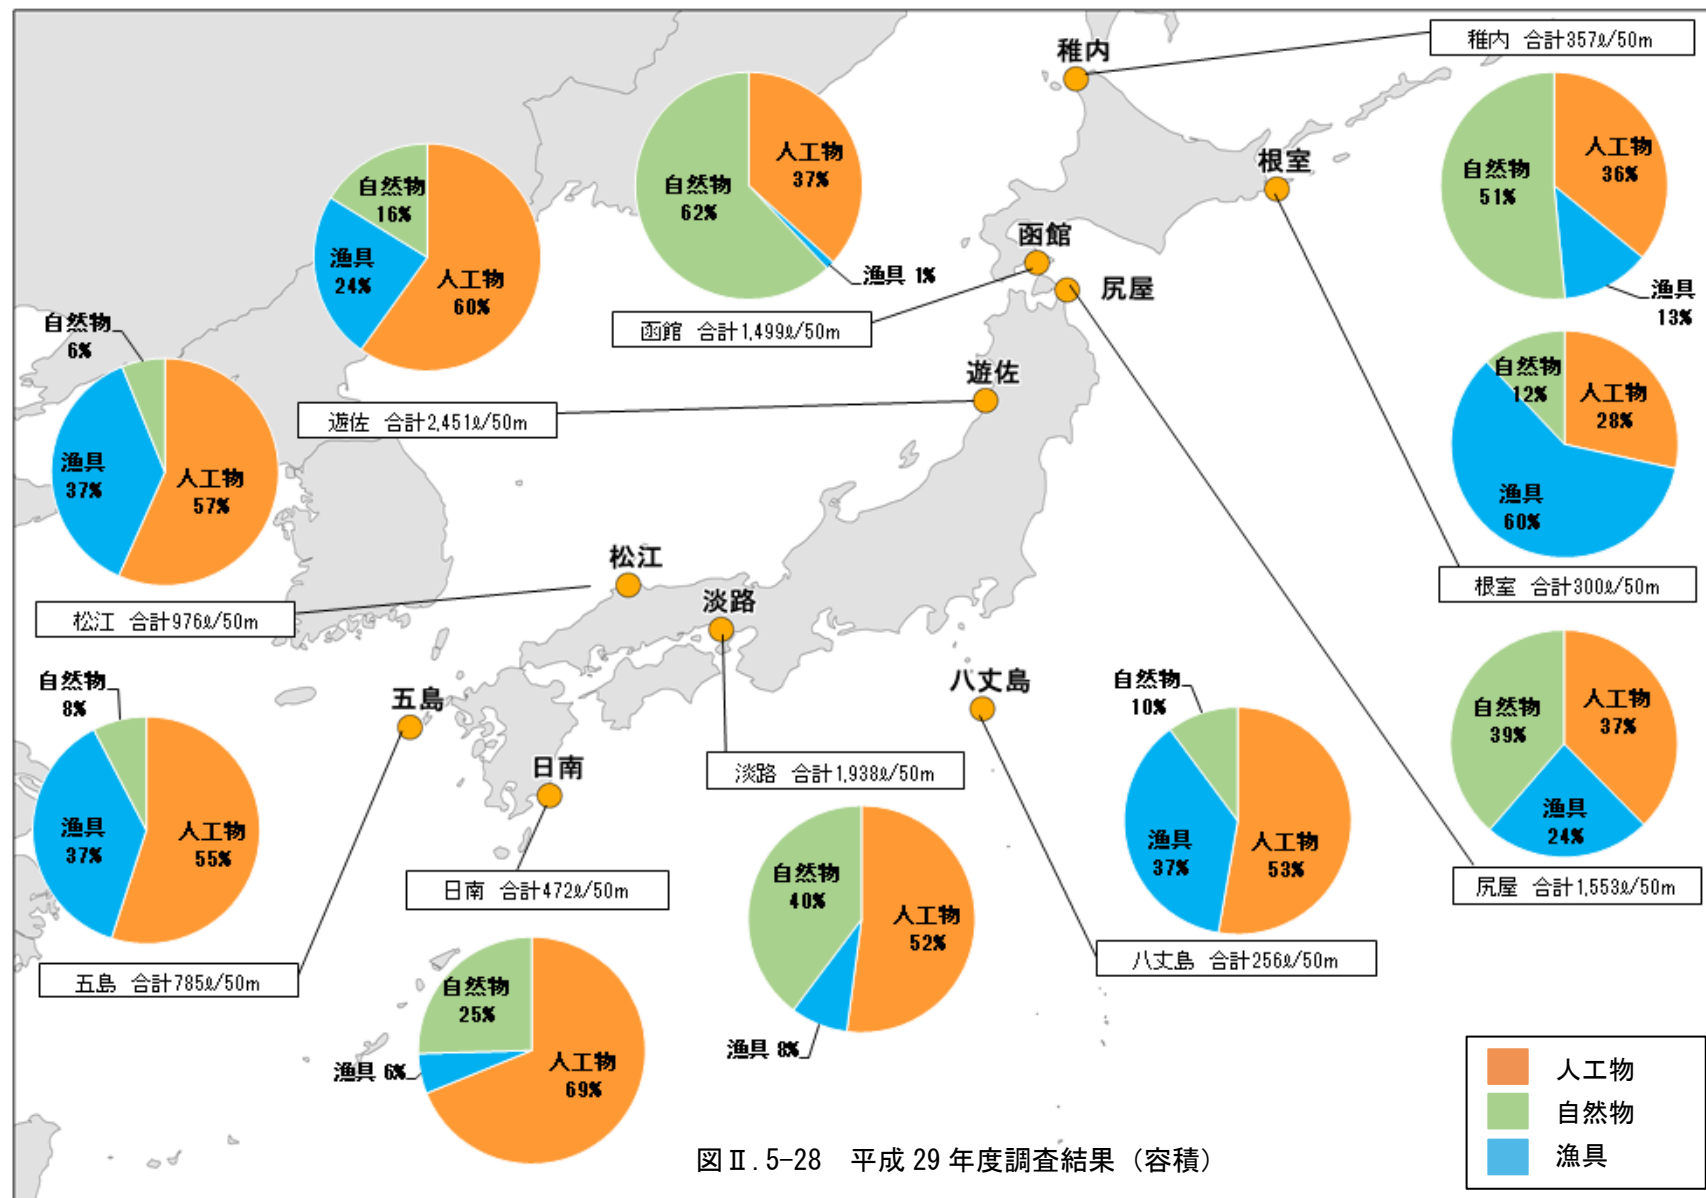 稚内 合計357ℓ/50m
稚内
人工物
36%
自然物
51%
漁具
13%
根室
人工物
37%
自然物
62%
漁具 1%
函館
尻屋
函館 合計1,499ℓ/50m
自然物
16%
漁具
24%
人工物
60%
遊佐
遊佐 合計2,451ℓ/50m
自然物
12%
人工物
28%
漁具
60%
根室 合計300ℓ/50m
自然物
6%
漁具
37%
人工物
57%
松江
松江 合計976ℓ/50m
淡路
淡路 合計1,938ℓ/50m
自然物
39%
人工物
37%
漁具
24%
尻屋 合計1,553ℓ/50m
自然物
8%
漁具
37%
人工物
55%
五島
五島 合計785ℓ/50m
日南
日南 合計472ℓ/50m
八丈島
自然物
10%
漁具
37%
人工物
53%
八丈島 合計256ℓ/50m
自然物
40%
人工物
52%
漁具 8%
自然物
25%
漁具 6%
人工物
69%
人工物
自然物
漁具
図Ⅱ.5-28 平成 29 年度調査結果(容積)